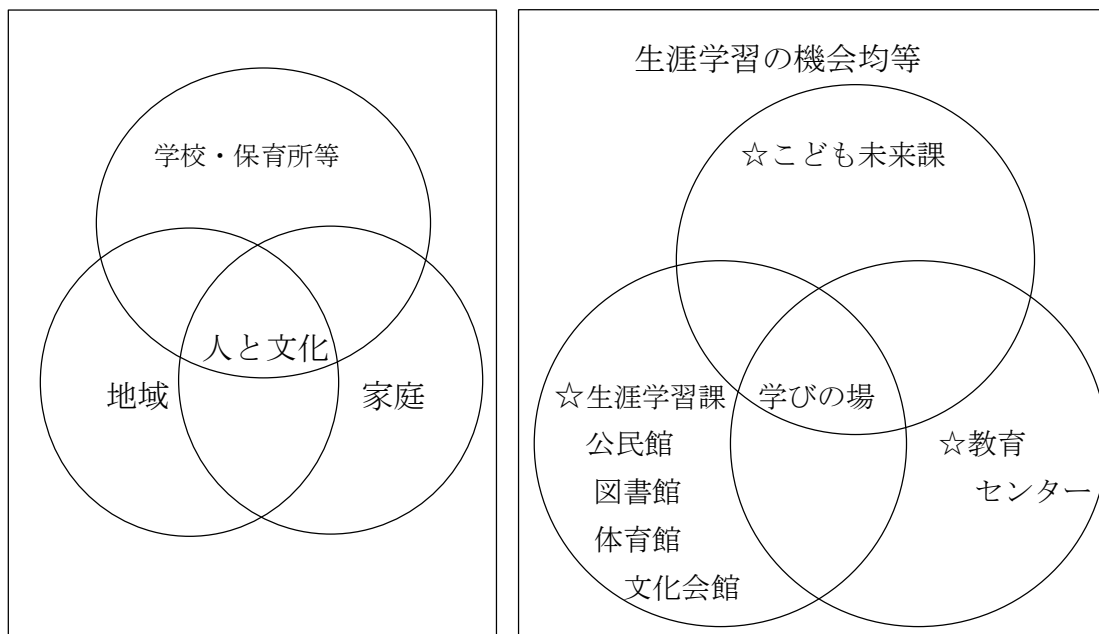 学校・保育所等
人と文化
地域
家庭
生涯学習の機会均等
☆こども未来課
☆生涯学習課
学びの場
公民館
図書館
体育館
文化会館
☆教育
センター